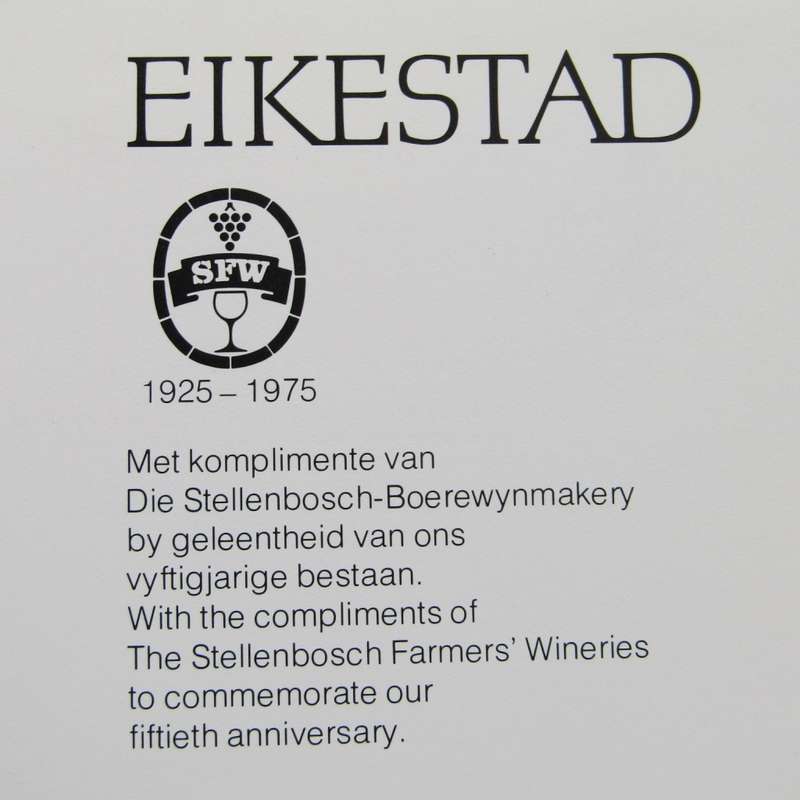 EIKESTAD
SFW
1925 – 1975
Met komplimente van
Die Stellenbosch-Boerewynmakery
by geleentheid van ons
vyftigjarige bestaan.
With the compliments of
The Stellenbosch Farmers’ Wineries
to commemorate our
fiftieth anniversary.